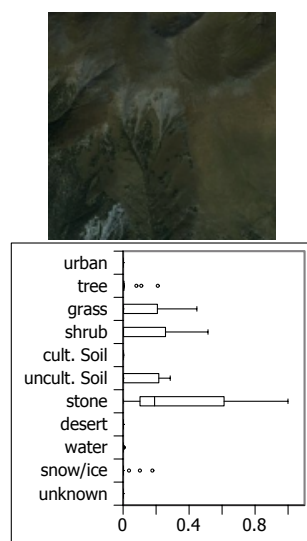 urban
tree
grass
shrub
cult. Soil
uncult. Soil
stone
desert
water
snow/ice
unknown
0 0.4 0.8